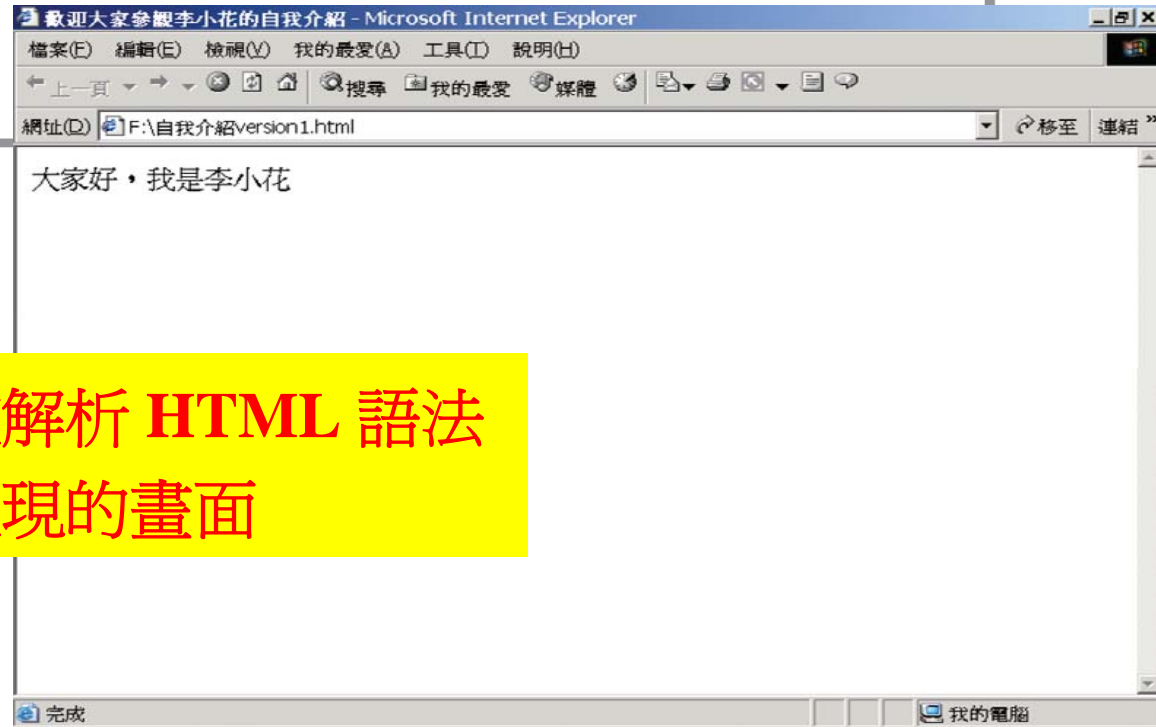 歡迎大家參觀李小花的自我介紹 - Microsoft Internet Explorer
檔案(F) 編輯(E) 檢視(V) 我的最愛(A) 工具(T) 說明(H)
上一頁 搜尋 我的最愛 媒體
網址(D) F:\自我介紹version1.html 移至 連結 »
大家好，我是李小花
解析 HTML 語法
現的畫面
完成 我的電腦